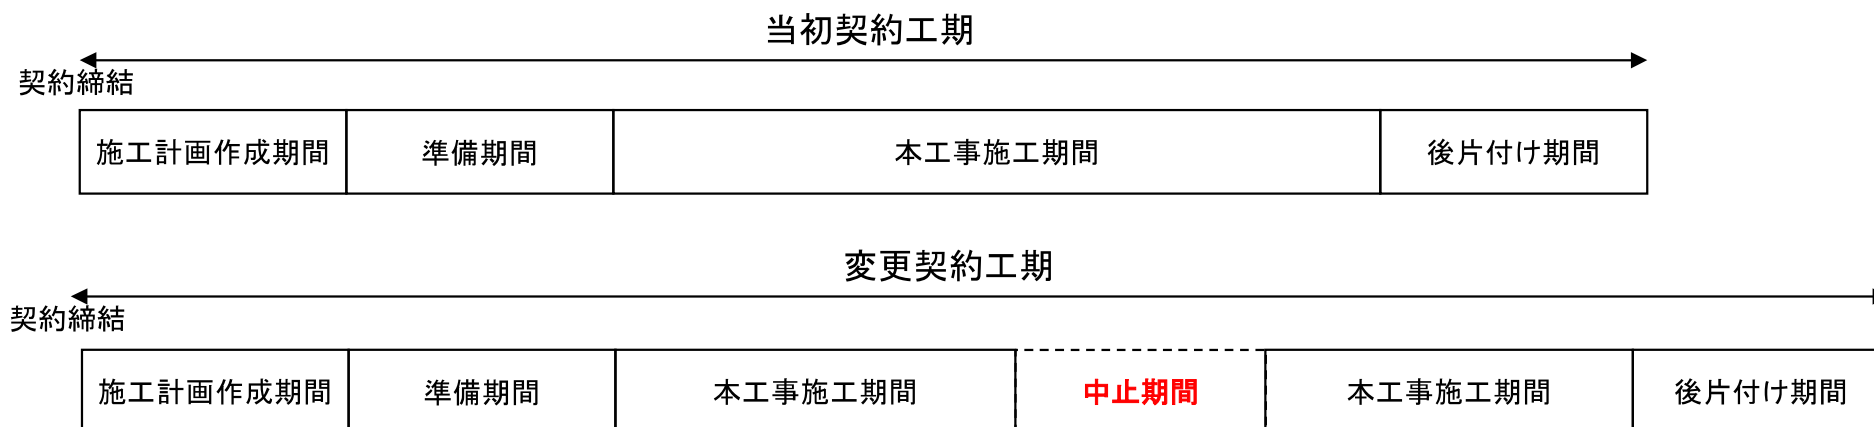 当初契約工期
契約締結
施工計画作成期間 準備期間 本工事施工期間 後片付け期間
変更契約工期
契約締結
施工計画作成期間 準備期間 本工事施工期間 中止期間 本工事施工期間 後片付け期間